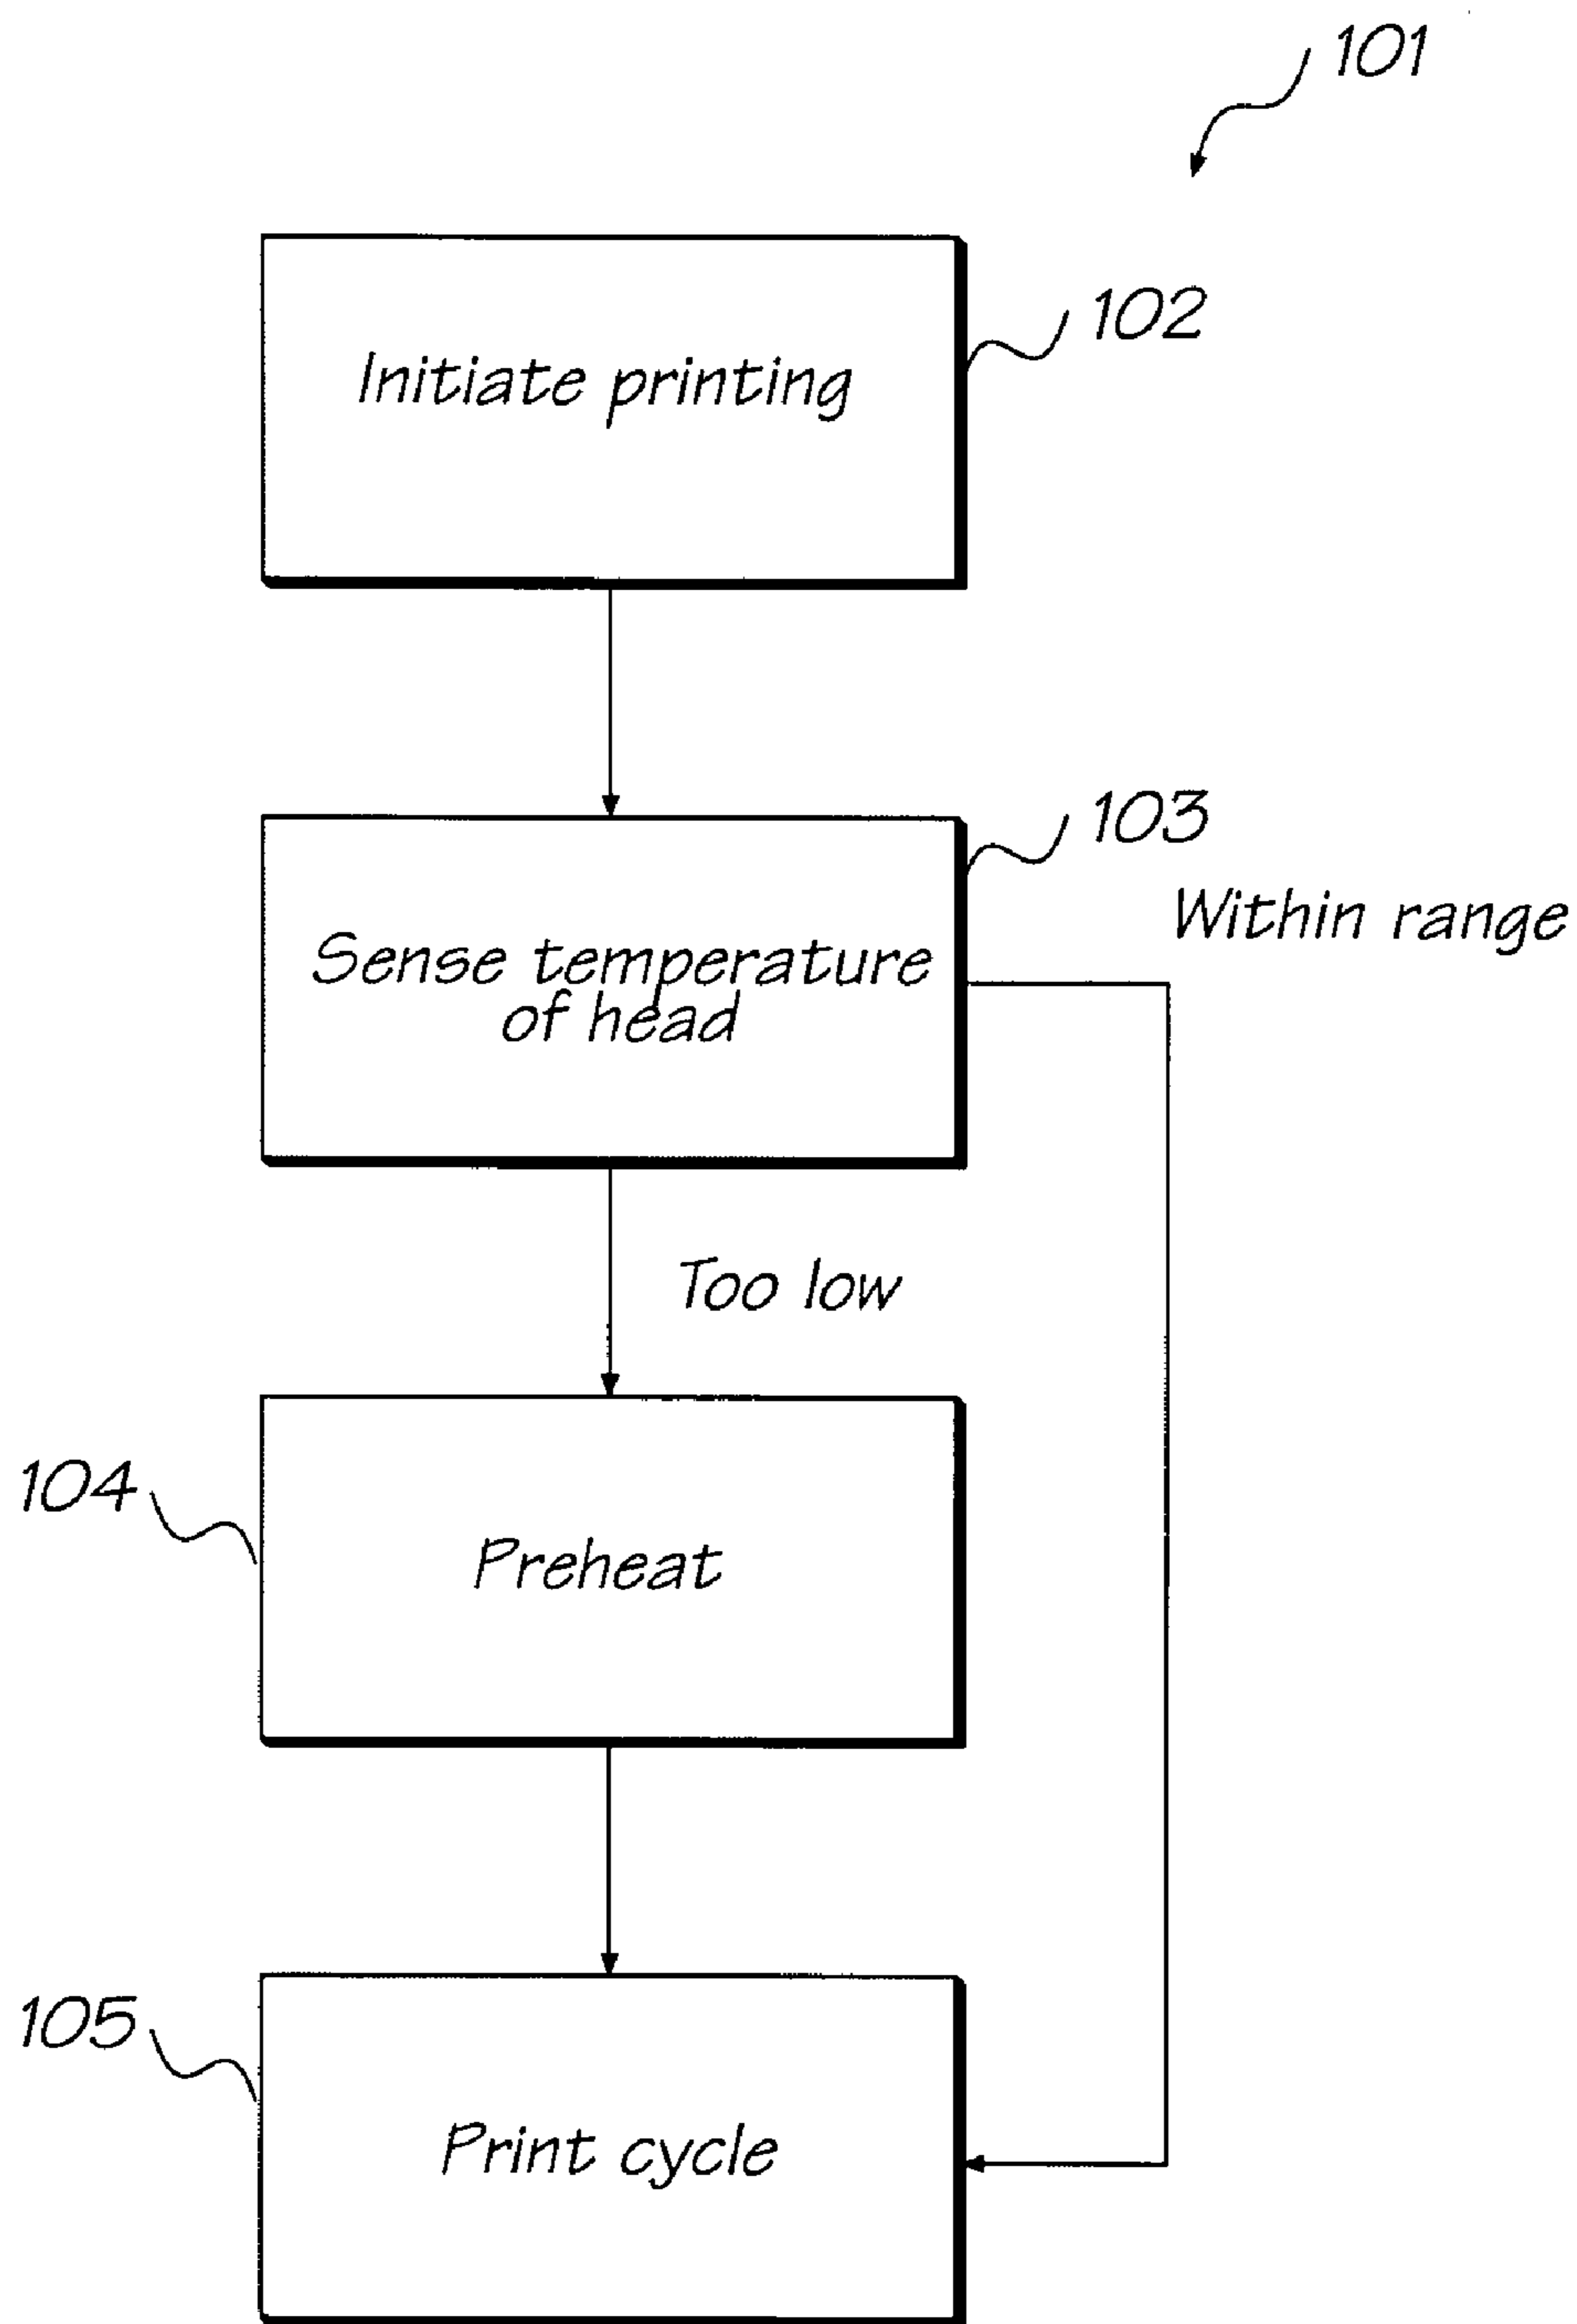 101
Initiate printing
102
103
Within range
Sense temperature
of head
Too low
104
Preheat
105
Print cycle